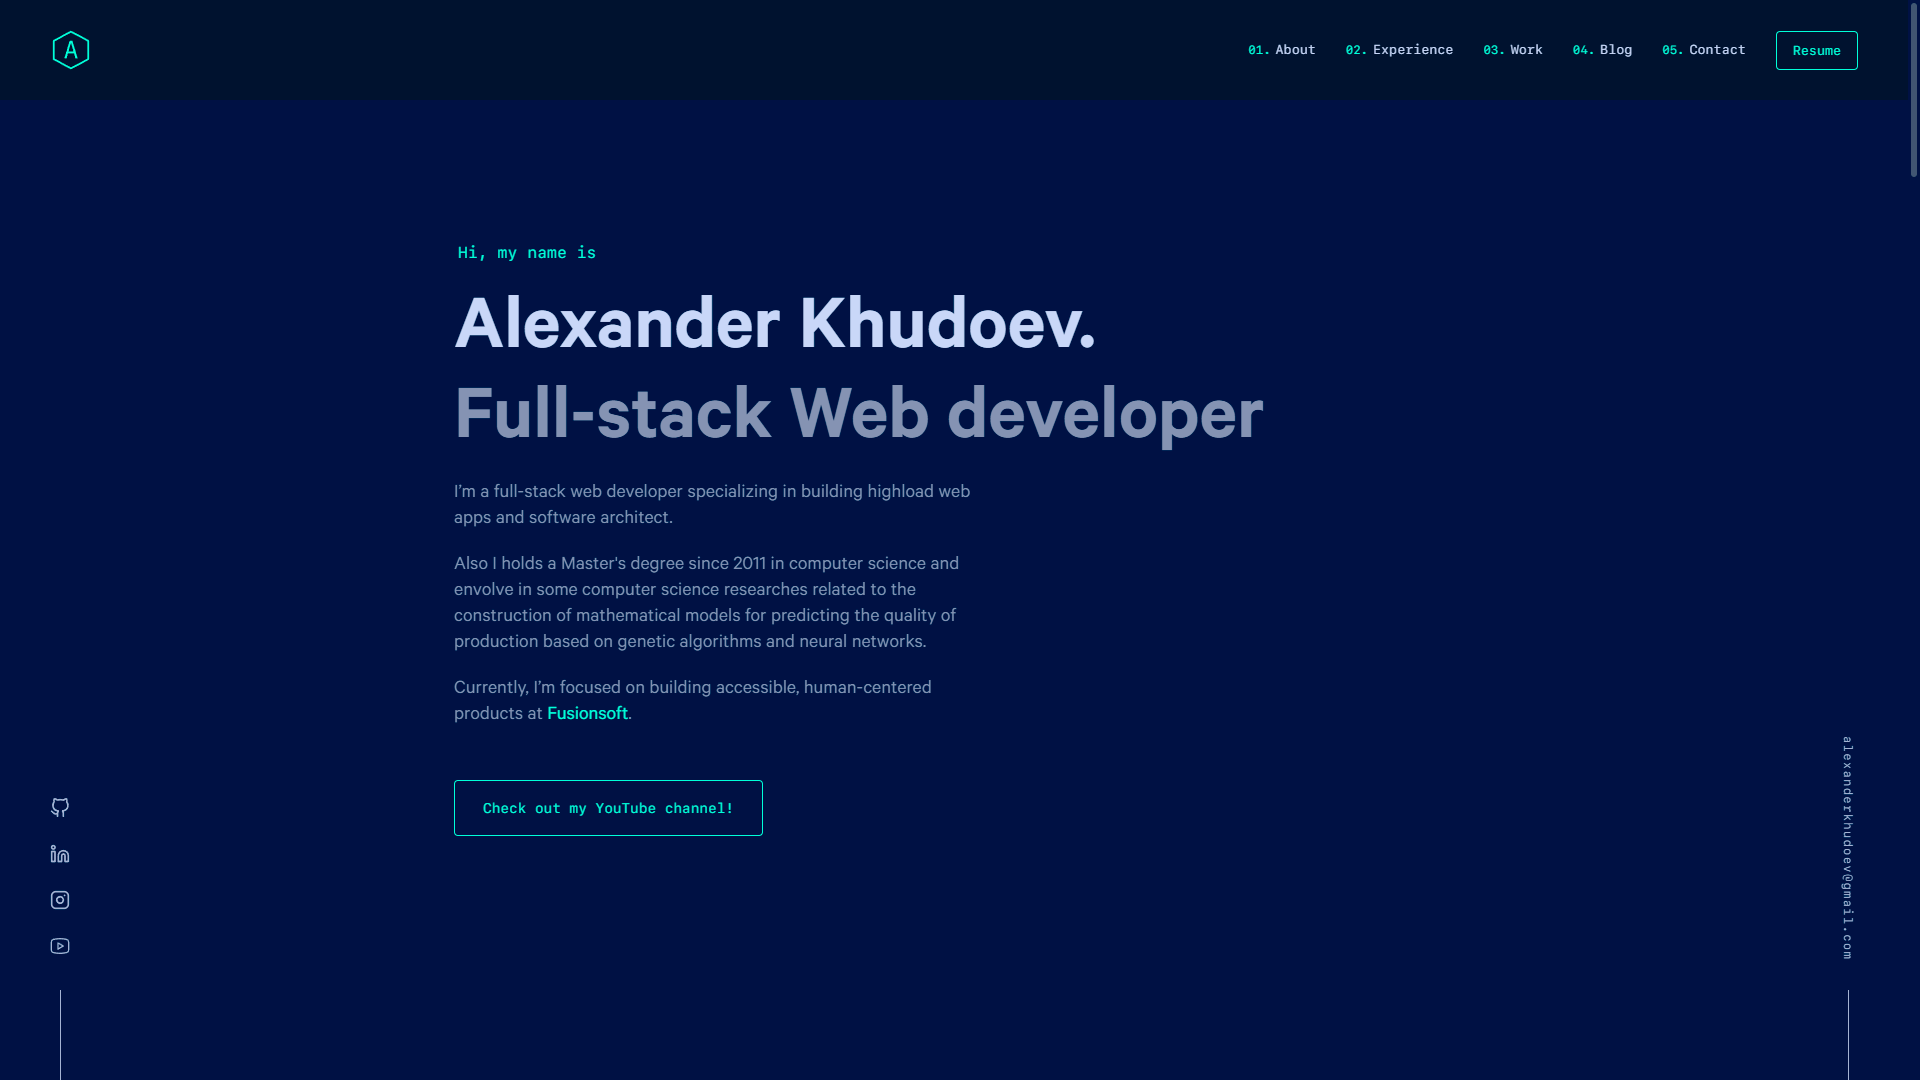 A
01. About
02. Experience
03. Work
04. Blog
05. Contact
Resume
Hi, my name is
Alexander Khudoev.
Full-stack Web developer
I’m a full-stack web developer specializing in building highload web
apps and software architect.
Also I holds a Master's degree since 2011 in computer science and
envolve in some computer science researches related to the
construction of mathematical models for predicting the quality of
production based on genetic algorithms and neural networks.
Currently, I’m focused on building accessible, human-centered
products at Fusionsoft.
Check out my YouTube channel!
alexanderkhudoev@gmail.com